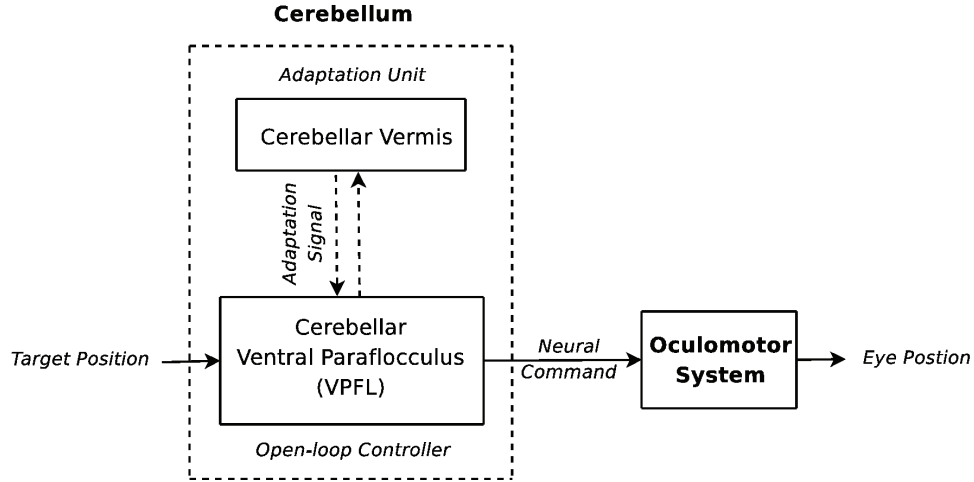 Cerebellum
Adaptation Unit
Cerebellar Vermis
Adaptation
Signal
Cerebellar
Ventral Paraflocculus
(VPFL)
Open-loop Controller
Target Position
Neural
Command
Oculomotor
System
Eye Postion